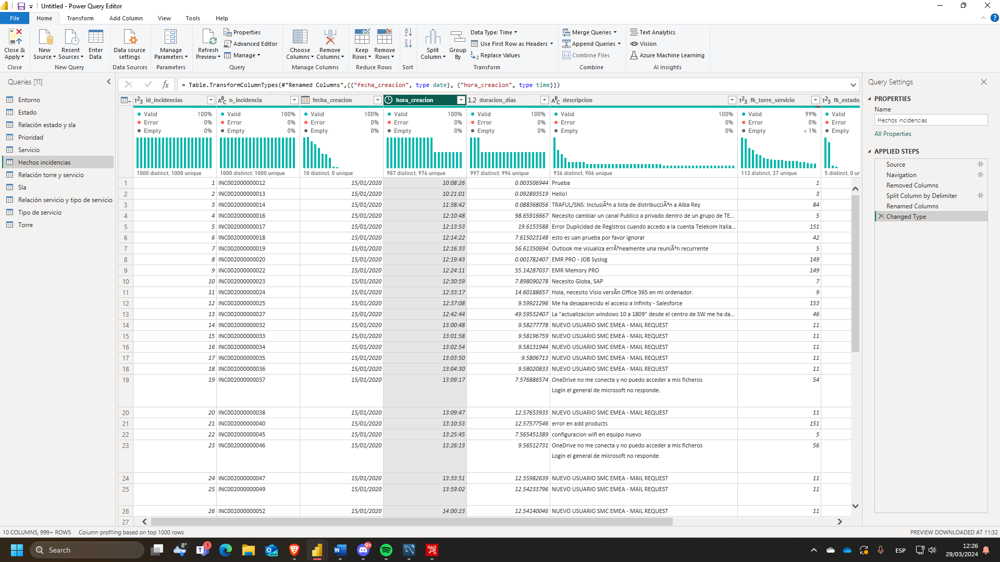 Untitled - Power Query Editor
File Home Transform Add Column View Tools Help
Close & Apply
New Source
Recent Sources
Enter Data
Data source settings
Manage Parameters
Refresh Preview
Properties
Advanced Editor
Manage
Choose Columns
Remove Columns
Keep Rows
Remove Rows
Split Column
Group By
Data Type: Time
Use First Row as Headers
Replace Values
Merge Queries
Append Queries
Combine Files
Text Analytics
Vision
Azure Machine Learning
Close New Query Data Sources Parameters Query Manage Columns Reduce Rows Sort Transform Combine AI Insights
Queries [11]
Entorno
Estado
Relación estado y sla
Prioridad
Servicio
Hechos incidencias
Relación torre y servicio
Sla
Relación servicio y tipo de servicio
Tipo de servicio
Torre
= Table.TransformColumnTypes(#"Renamed Columns",{{"fecha_creacion", type date}, {"hora_creacion", type time}})
id_incidencias n_incidencia fecha_creacion hora_creacion 1.2 duracion_dias descripcion fk_torre_servicio fk_estado_
Valid 100% Valid 100% Valid 100% Valid 100% Valid 100% Valid 100% Valid 99% Valid
Error 0% Error 0% Error 0% Error 0% Error 0% Error 0% Error 0% Error
Empty 0% Empty 0% Empty 0% Empty 0% Empty 0% Empty 0% Empty < 1% Empty
1000 distinct, 1000 unique 1000 distinct, 1000 unique 10 distinct, 0 unique 987 distinct, 974 unique 997 distinct, 994 unique 936 distinct, 906 unique 113 distinct, 37 unique 5 distinct, 0 un
1 1 INC002000000012 15/01/2020 10:08:26 0.003506944 Prueba 1
2 2 INC002000000013 15/01/2020 10:21:01 0.092893519 Hello! 3
3 3 INC002000000014 15/01/2020 11:38:42 0.088368056 TRAFUL/SNS: InclusiÃ³n a lista de distribucciÃ³n a Alba Rey 84
4 4 INC002000000016 15/01/2020 12:10:48 98.65916667 Necesito cambiar un canal Publico a privado dentro de un grupo de TE... 5
5 5 INC002000000017 15/01/2020 12:13:53 19.6153588 Error Duplicidad de Registros cuando accedo a la cuenta Telekom Italia... 151
6 6 INC002000000018 15/01/2020 12:14:22 7.615023148 esto es uan prueba por favor ignorar 42
7 7 INC002000000019 15/01/2020 12:16:33 56.61350694 Outlook me visualiza errÃ³neamente una reuniÃ³n recurrente 5
8 8 INC002000000020 15/01/2020 12:19:43 0.001782407 EMR PRO - JOB Syslog 149
9 9 INC002000000022 15/01/2020 12:24:11 55.14287037 EMR Memory PRO 149
10 10 INC002000000023 15/01/2020 12:30:59 7.898090278 Necesito Globa, SAP 7
11 11 INC002000000024 15/01/2020 12:33:17 14.60188657 Hola, necesito Visio versÃn Office 365 en mi ordenador. 9
12 12 INC002000000025 15/01/2020 12:37:08 9.59921296 Me ha desaparecido el acceso a Infinity - Salesforce 153
13 13 INC002000000027 15/01/2020 12:42:44 49.59532407 La "actualizacion windows 10 a 1809" desde el centro de SW me ha da... 46
14 14 INC002000000032 15/01/2020 13:00:48 9.58277778 NUEVO USUARIO SMC EMEA - MAIL REQUEST 11
15 15 INC002000000033 15/01/2020 13:01:58 9.58196759 NUEVO USUARIO SMC EMEA - MAIL REQUEST 11
16 16 INC002000000034 15/01/2020 13:02:54 9.58131944 NUEVO USUARIO SMC EMEA - MAIL REQUEST 11
17 17 INC002000000035 15/01/2020 13:03:50 9.5806713 NUEVO USUARIO SMC EMEA - MAIL REQUEST 11
18 18 INC002000000036 15/01/2020 13:04:30 9.58020833 NUEVO USUARIO SMC EMEA - MAIL REQUEST 11
19 19 INC002000000037 15/01/2020 13:09:17 7.576886574 OneDrive no me conecta y no puedo acceder a mis ficheros 54
Login el general de microsoft no responde.
20 20 INC002000000038 15/01/2020 13:09:47 12.57653935 NUEVO USUARIO SMC EMEA - MAIL REQUEST 11
21 21 INC002000000040 15/01/2020 13:10:53 12.57577546 error en add products 151
22 22 INC002000000045 15/01/2020 13:25:45 7.565451389 configuracion wifi en equipo nuevo 5
23 23 INC002000000046 15/01/2020 13:26:13 9.56512731 OneDrive no me conecta y no puedo acceder a mis ficheros 56
Login el general de microsoft no responde.
24 24 INC002000000047 15/01/2020 13:33:51 12.55982639 NUEVO USUARIO SMC EMEA - MAIL REQUEST 11
25 25 INC002000000049 15/01/2020 13:59:02 12.54233796 NUEVO USUARIO SMC EMEA - MAIL REQUEST 11
26 26 INC002000000052 15/01/2020 14:00:23 12.54140046 NUEVO USUARIO SMC EMEA - MAIL REQUEST 11
27
Query Settings
PROPERTIES
Name
Hechos incidencias
All Properties
APPLIED STEPS
Source
Navigation
Removed Columns
Split Column by Delimiter
Renamed Columns
Changed Type
10 COLUMNS, 999+ ROWS Column profiling based on top 1000 rows PREVIEW DOWNLOADED AT 11:32
Search 8° 1 NEW 9+ ESP 12:26
29/03/2024